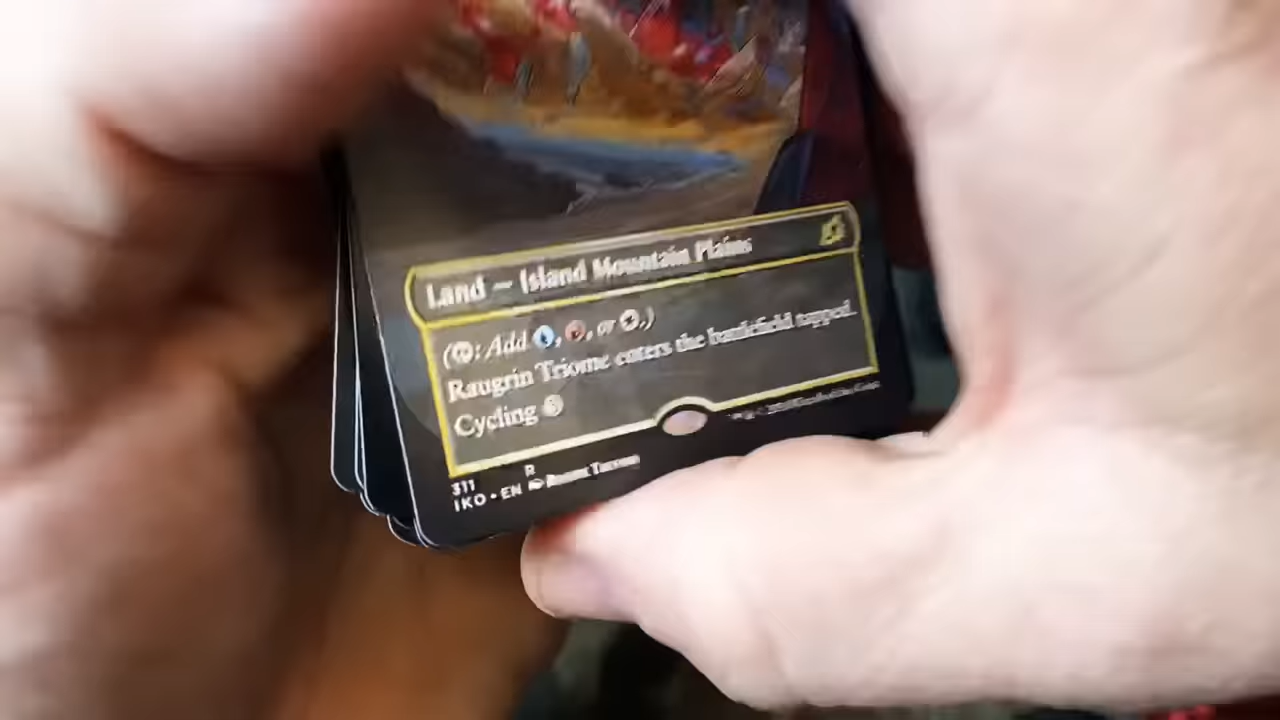 Land — Island Mountain Plains
(: Add , , or .)
Raugrin Triome enters the battlefield tapped.
Cycling
311 R
IKO • EN